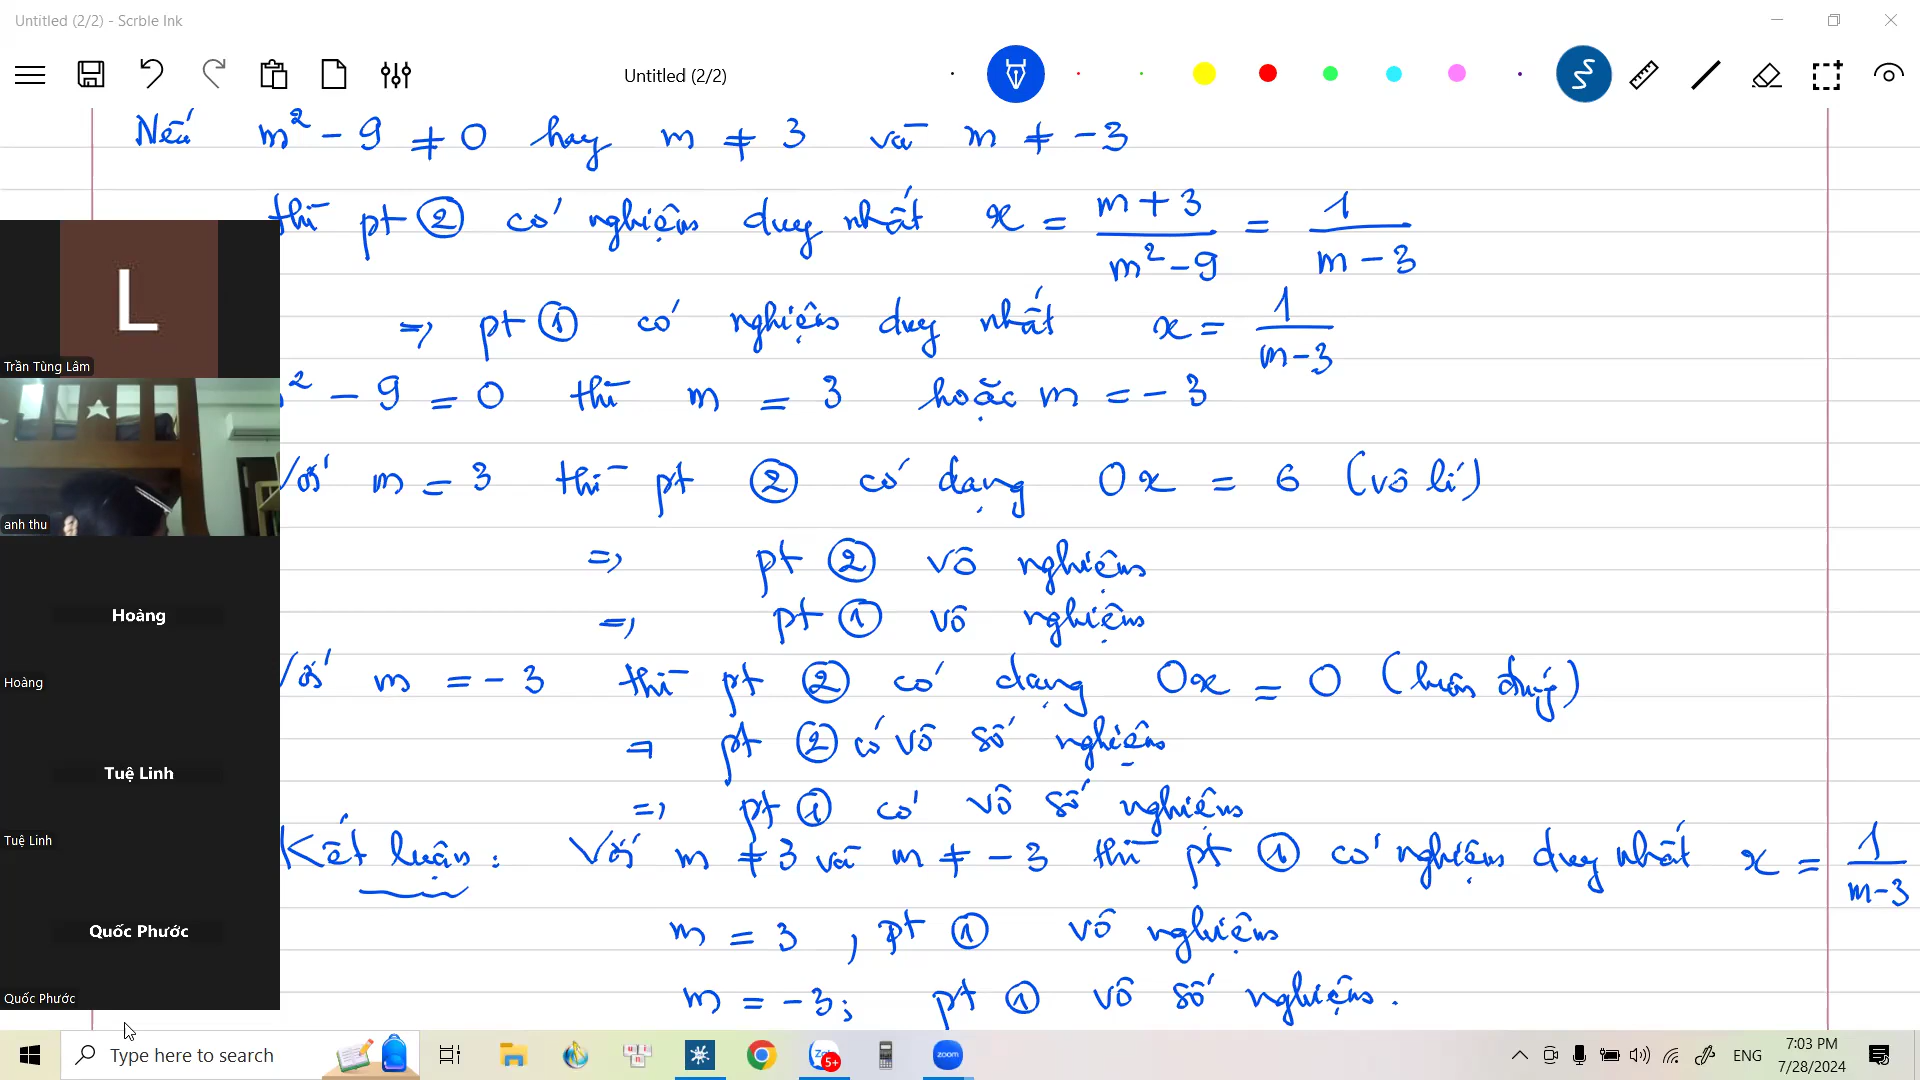 Untitled (2/2) - Scrble Ink
Untitled (2/2)
Nếu m² - 9 ≠ 0 hay m ≠ 3 và m ≠ -3
thì pt ② có nghiệm duy nhất x = (m+3)/(m²-9) = 1/(m-3)
=> pt ① có nghiệm duy nhất x = 1/(m-3)
² - 9 = 0 thì m = 3 hoặc m = -3
Với m = 3 thì pt ② có dạng 0x = 6 (vô lí)
=> pt ② vô nghiệm
=> pt ① vô nghiệm
Với m = -3 thì pt ② có dạng 0x = 0 (luôn đúng)
=> pt ② có vô số nghiệm
=> pt ① có vô số nghiệm
Kết luận: Với m ≠ 3 và m ≠ -3 thì pt ① có nghiệm duy nhất x = 1/(m-3)
m = 3, pt ① vô nghiệm
m = -3; pt ① vô số nghiệm.
L
Trần Tùng Lâm
anh thu
Hoàng
Hoàng
Tuệ Linh
Tuệ Linh
Quốc Phước
Quốc Phước
Type here to search
5+
zoom
ENG
7:03 PM
7/28/2024